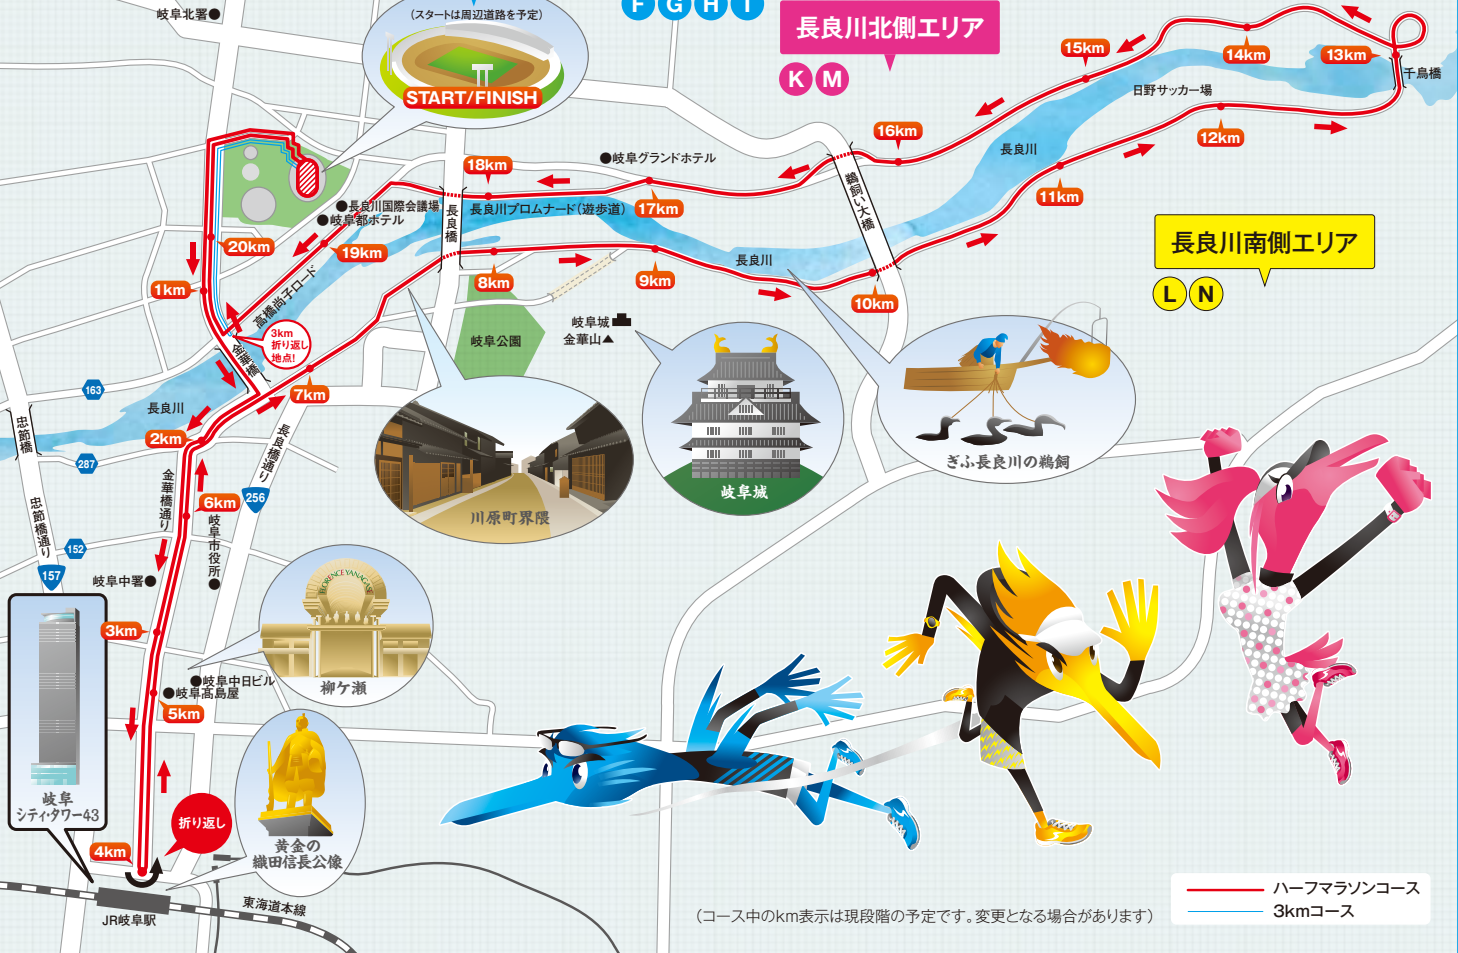 岐阜北署
(スタートは周辺道路を予定)
START/FINISH
F G H I
長良川北側エリア
K M
15km
14km
13km
千鳥橋
日野サッカー場
12km
16km
長良川
11km
鵜飼い大橋
岐阜グランドホテル
18km
17km
長良川プロムナード(遊歩道)
長良橋
長良川国際会議場
岐阜都ホテル
20km
19km
1km
高橋尚子ロード
3km
折り返し
地点!
金華橋
8km
9km
長良川
10km
長良川南側エリア
L N
岐阜公園
岐阜城
金華山
163
長良川
7km
2km
忠節橋
287
長良橋通り
金華橋通り
6km
256
岐阜市役所
忠節橋通り
152
157
岐阜中署
川原町界隈
岐阜城
ぎふ長良川の鵜飼
3km
FLORENCE YANAGASE
柳ケ瀬
岐阜中日ビル
岐阜髙島屋
5km
岐阜
シティ・タワー43
折り返し
4km
黄金の
織田信長公像
JR岐阜駅
東海道本線
ハーフマラソンコース
3kmコース
(コース中のkm表示は現段階の予定です。変更となる場合があります)